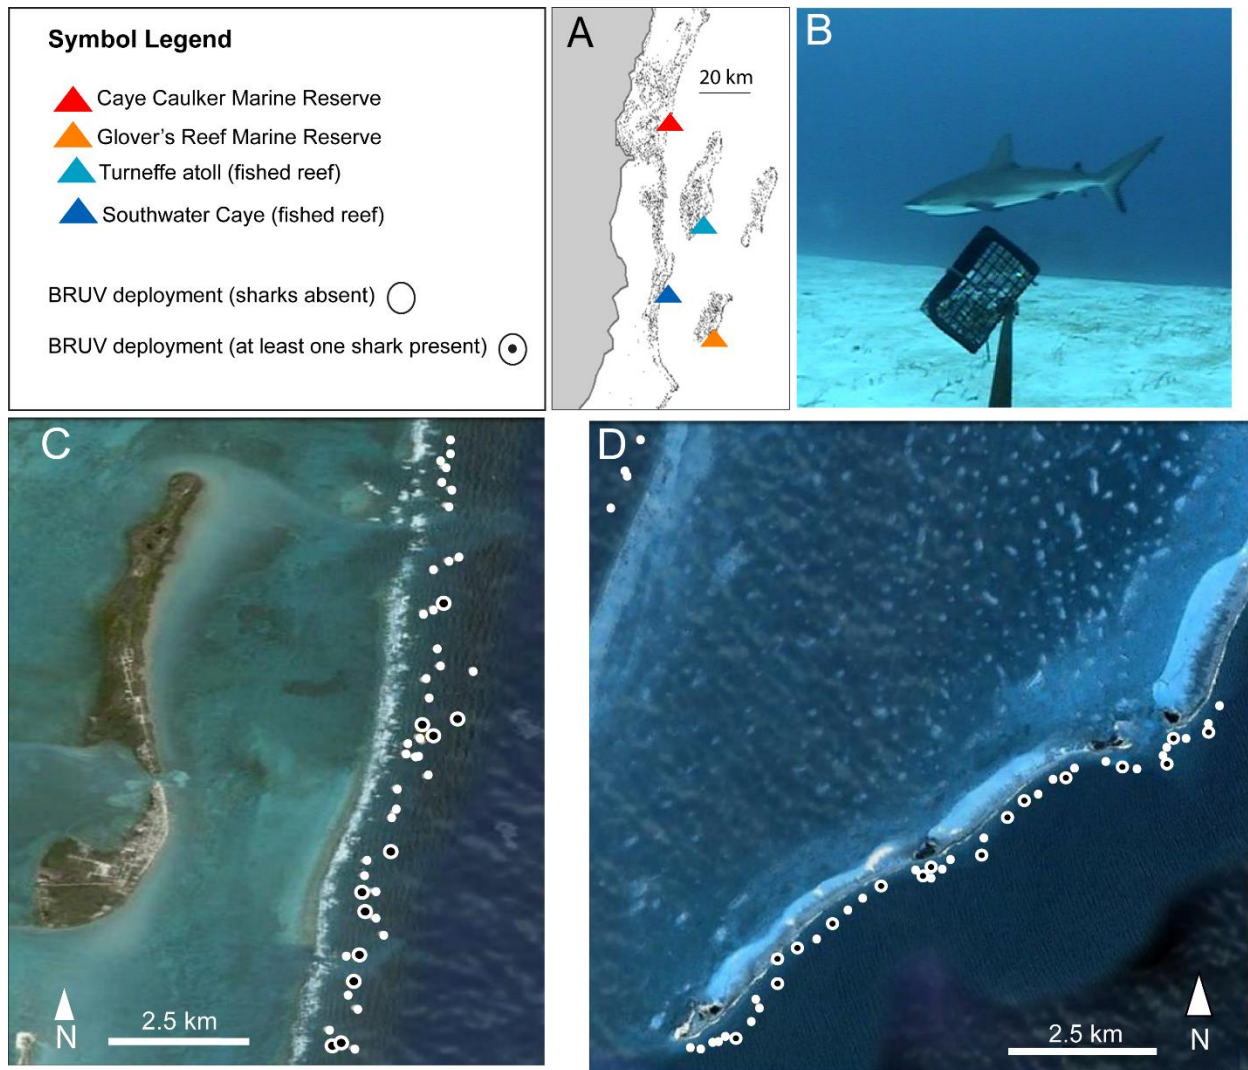 Symbol Legend
Caye Caulker Marine Reserve
Glover's Reef Marine Reserve
Turneffe atoll (fished reef)
Southwater Caye (fished reef)
BRUV deployment (sharks absent)
BRUV deployment (at least one shark present)
A
20 km
B
C
2.5 km
N
D
2.5 km
N